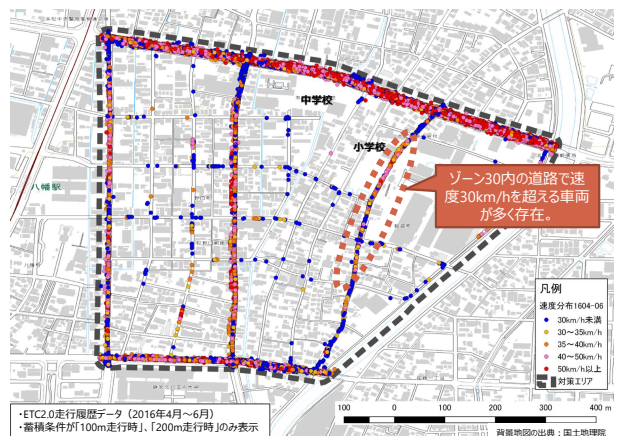 中学校
小学校
八幡駅
ゾーン30内の道路で速
度30km/hを超える車両
が多く存在。
凡例
速度分布1604-06
30km/h未満
30～35km/h
35～40km/h
40～50km/h
50km/h以上
対策エリア
・ETC2.0走行履歴データ（2016年4月～6月）
・蓄積条件が「100m走行時」、「200m走行時」のみ表示
100 0 100 200 300 400 m
背景地図の出典：国土地理院